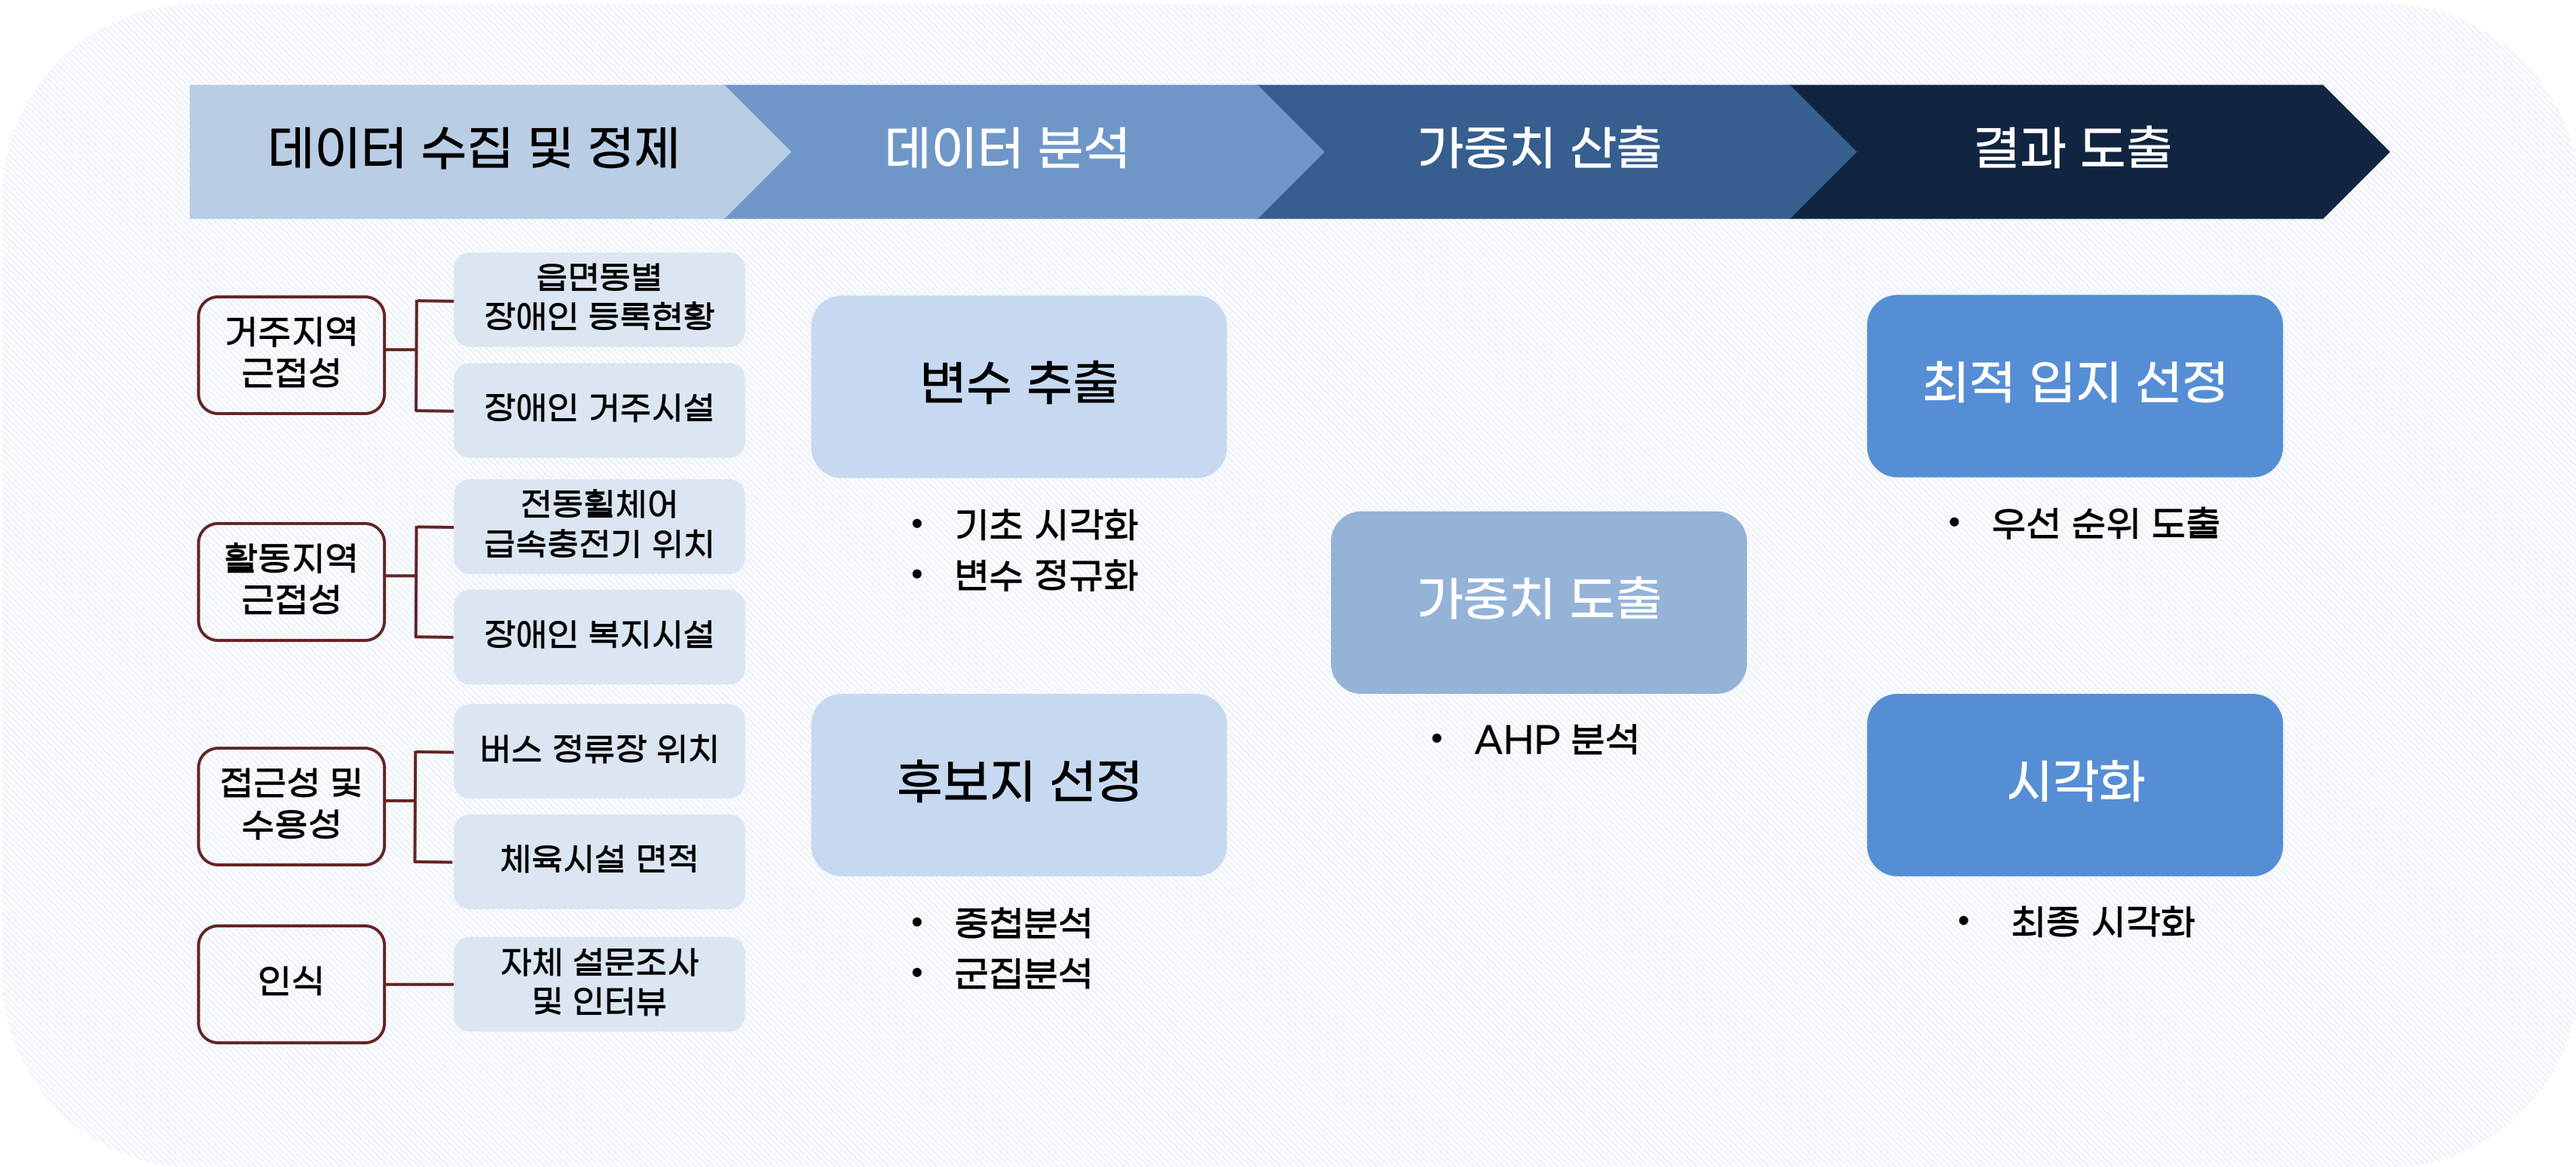 데이터 수집 및 정제
데이터 분석
가중치 산출
결과 도출
거주지역
근접성
읍면동별
장애인 등록현황
장애인 거주시설
활동지역
근접성
전동휠체어
급속충전기 위치
장애인 복지시설
접근성 및
수용성
버스 정류장 위치
체육시설 면적
인식
자체 설문조사
및 인터뷰
변수 추출
• 기초 시각화
• 변수 정규화
후보지 선정
• 중첩분석
• 군집분석
가중치 도출
• AHP 분석
최적 입지 선정
• 우선 순위 도출
시각화
• 최종 시각화